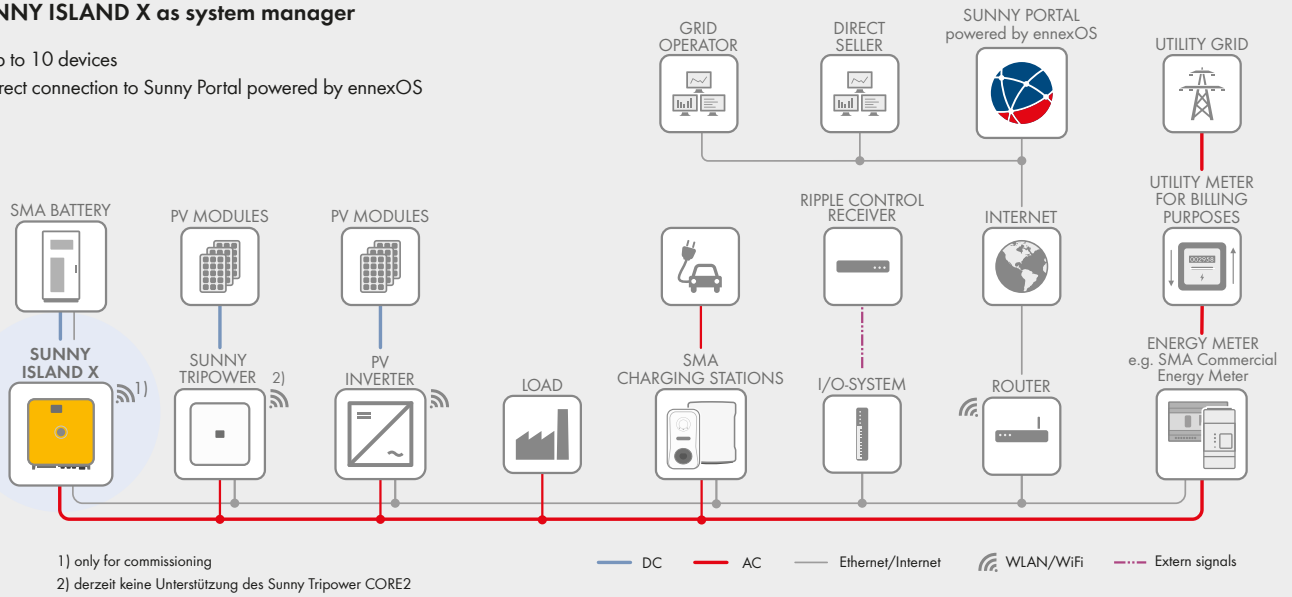 NNY ISLAND X as system manager
p to 10 devices
rect connection to Sunny Portal powered by ennexOS
GRID
OPERATOR
DIRECT
SELLER
SUNNY PORTAL
powered by ennexOS
UTILITY GRID
SMA BATTERY
PV MODULES
PV MODULES
RIPPLE CONTROL
RECEIVER
INTERNET
UTILITY METER
FOR BILLING
PURPOSES
002958
SUNNY
ISLAND X
1)
SUNNY
TRIPOWER 2)
PV
INVERTER
LOAD
SMA
CHARGING STATIONS
I/O-SYSTEM
ROUTER
ENERGY METER
e.g. SMA Commercial
Energy Meter
1) only for commissioning
2) derzeit keine Unterstützung des Sunny Tripower CORE2
DC
AC
Ethernet/Internet
WLAN/WiFi
Extern signals